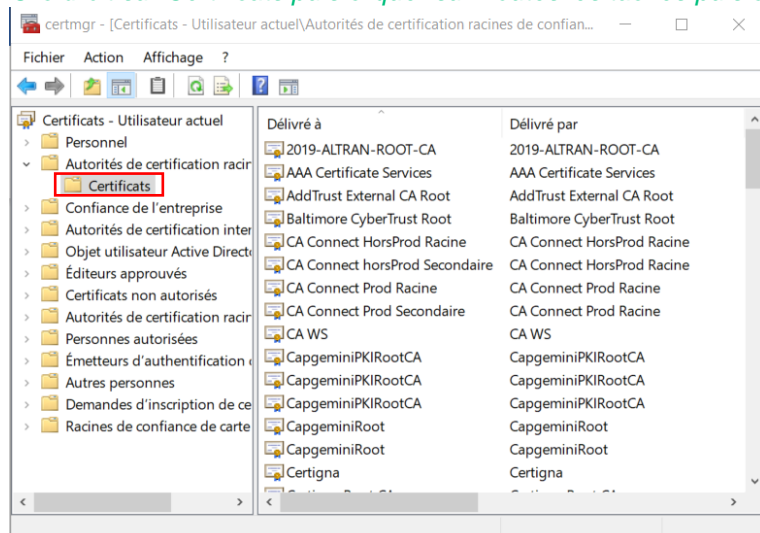 certmgr - [Certificats - Utilisateur actuel\Autorités de certification racines de confian...
Fichier Action Affichage ?
Certificats - Utilisateur actuel
Personnel
Autorités de certification racin
Certificats
Confiance de l'entreprise
Autorités de certification inter
Objet utilisateur Active Directo
Éditeurs approuvés
Certificats non autorisés
Autorités de certification racin
Personnes autorisées
Émetteurs d'authentification
Autres personnes
Demandes d'inscription de ce
Racines de confiance de carte
Délivré à Délivré par
2019-ALTRAN-ROOT-CA 2019-ALTRAN-ROOT-CA
AAA Certificate Services AAA Certificate Services
AddTrust External CA Root AddTrust External CA Root
Baltimore CyberTrust Root Baltimore CyberTrust Root
CA Connect HorsProd Racine CA Connect HorsProd Racine
CA Connect horsProd Secondaire CA Connect HorsProd Racine
CA Connect Prod Racine CA Connect Prod Racine
CA Connect Prod Secondaire CA Connect Prod Racine
CA WS CA WS
CapgeminiPKIRootCA CapgeminiPKIRootCA
CapgeminiPKIRootCA CapgeminiPKIRootCA
CapgeminiPKIRootCA CapgeminiPKIRootCA
CapgeminiRoot CapgeminiRoot
CapgeminiRoot CapgeminiRoot
Certigna Certigna